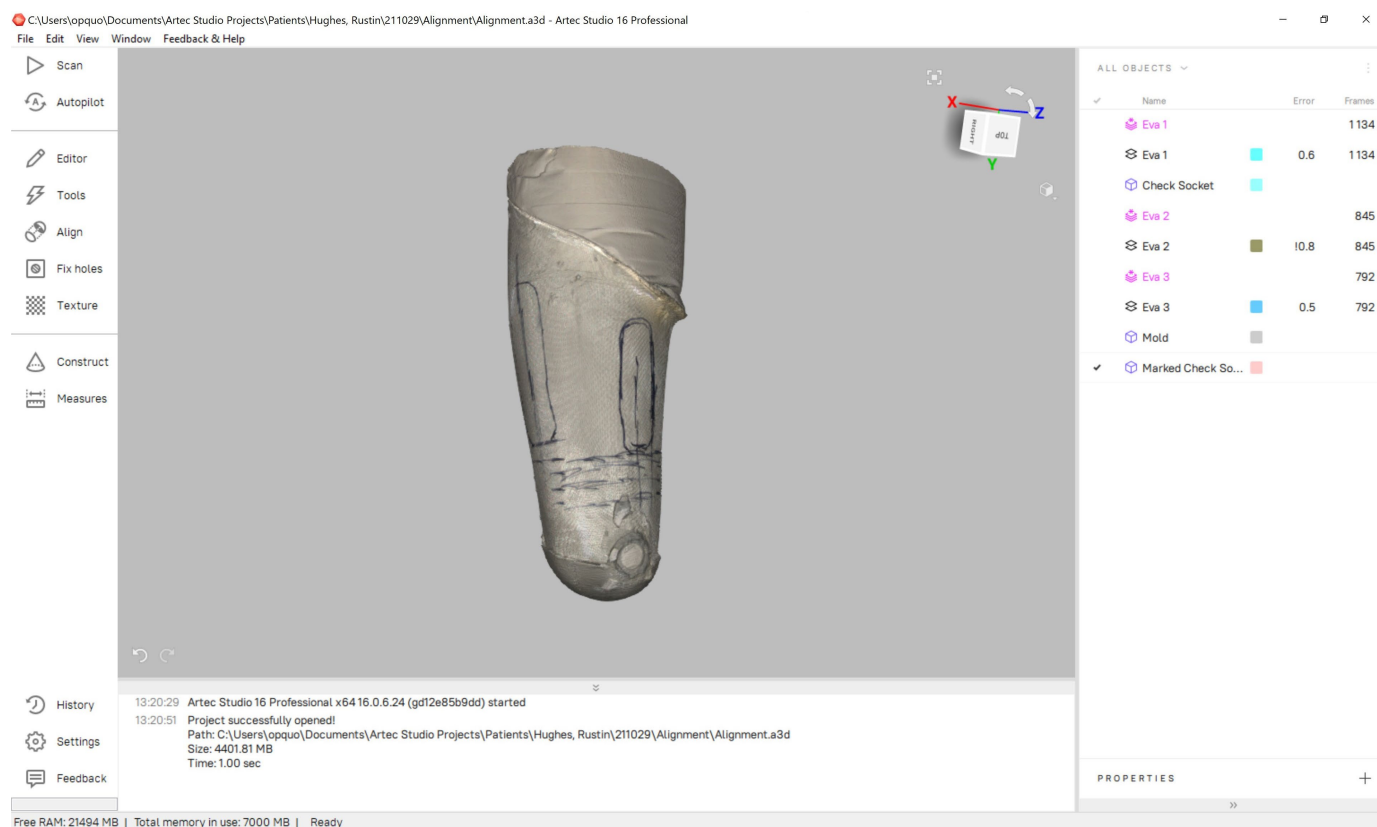 C:\Users\opquo\Documents\Artec Studio Projects\Patients\Hughes, Rustin\211029\Alignment\Alignment.a3d - Artec Studio 16 Professional
File Edit View Window Feedback & Help
Scan
Autopilot
Editor
Tools
Align
Fix holes
Texture
Construct
Measures
History
Settings
Feedback
X
Z
Y
RIGHT
TOP
ALL OBJECTS
Name Error Frames
Eva 1 1134
Eva 1 0.6 1134
Check Socket
Eva 2 845
Eva 2 !0.8 845
Eva 3 792
Eva 3 0.5 792
Mold
Marked Check So...
PROPERTIES
13:20:29 Artec Studio 16 Professional x64 16.0.6.24 (gd12e85b9dd) started
13:20:51 Project successfully opened!
Path: C:\Users\opquo\Documents\Artec Studio Projects\Patients\Hughes, Rustin\211029\Alignment\Alignment.a3d
Size: 4401.81 MB
Time: 1.00 sec
Free RAM: 21494 MB | Total memory in use: 7000 MB | Ready